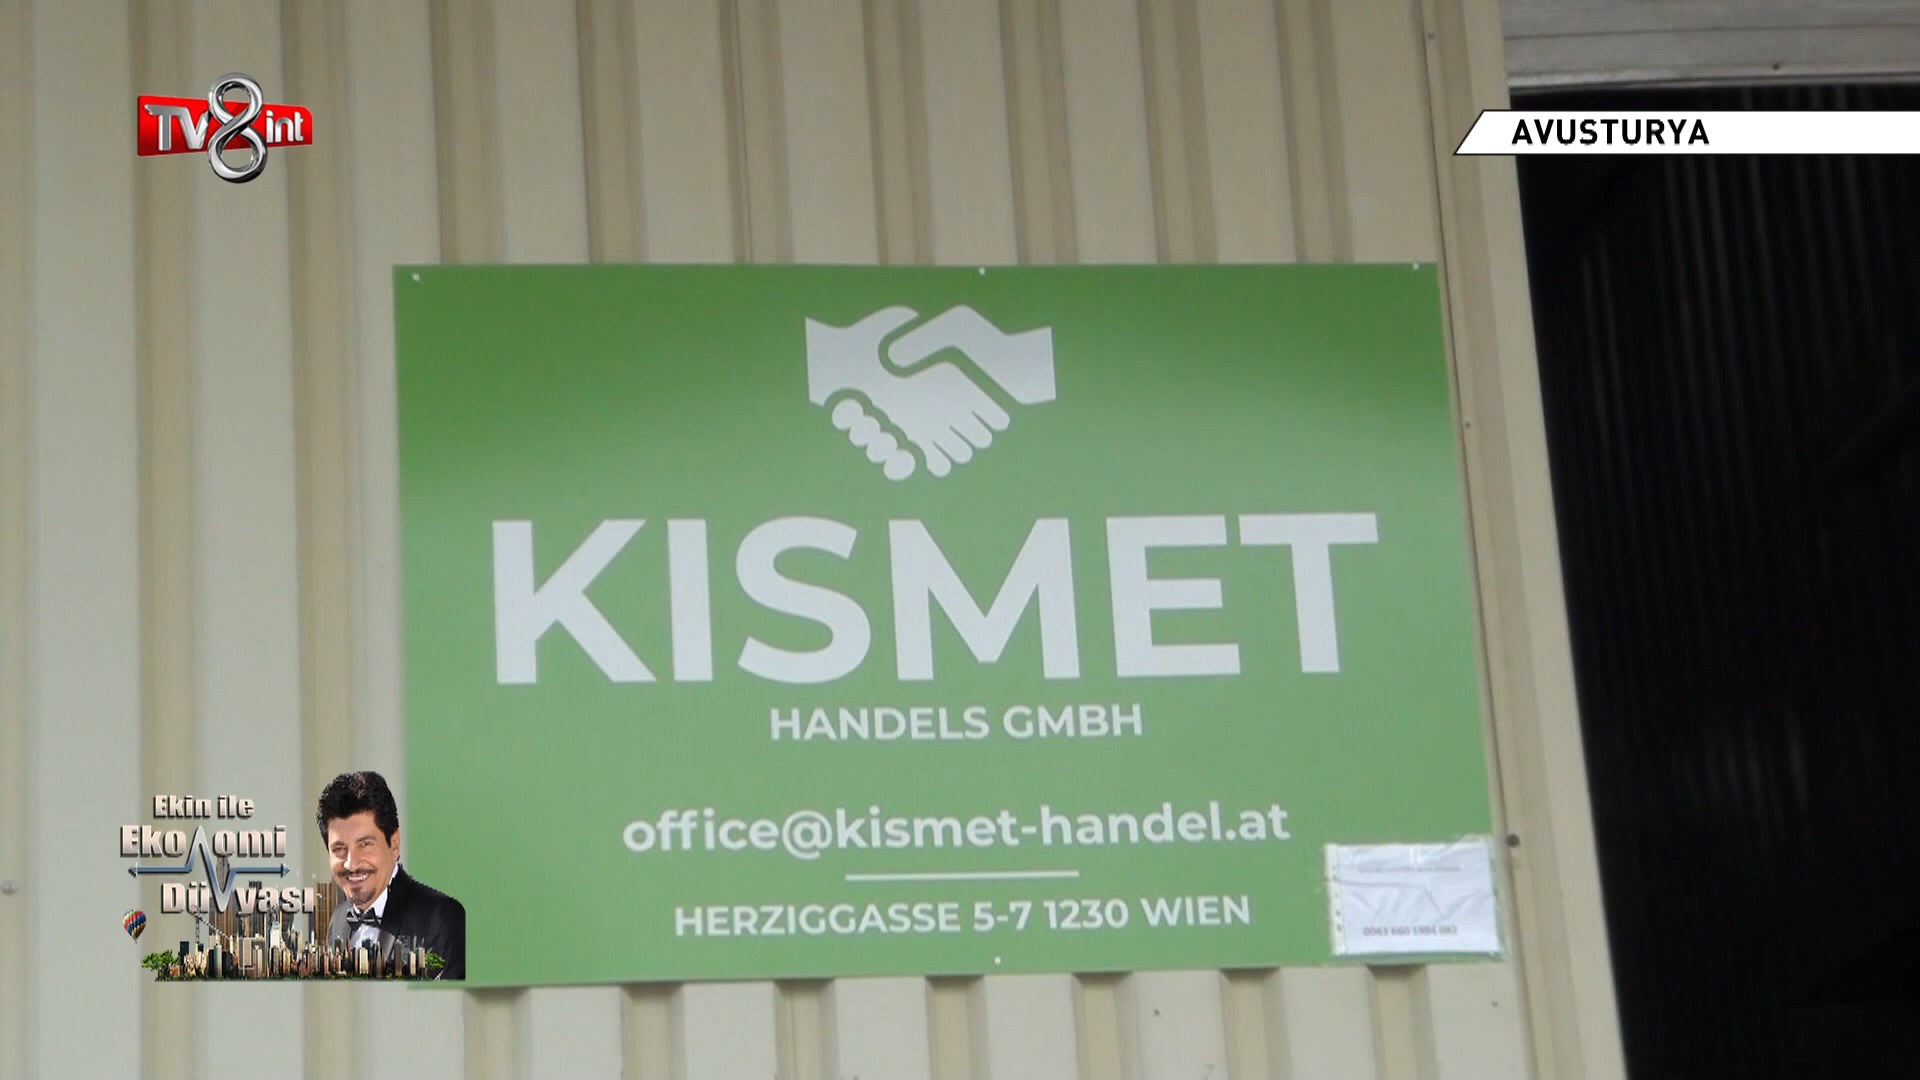 TV8int
AVUSTURYA
KISMET
HANDELS GMBH
office@kismet-handel.at
HERZIGGASSE 5-7 1230 WIEN
Ekin ile
Ekonomi
Dünyası